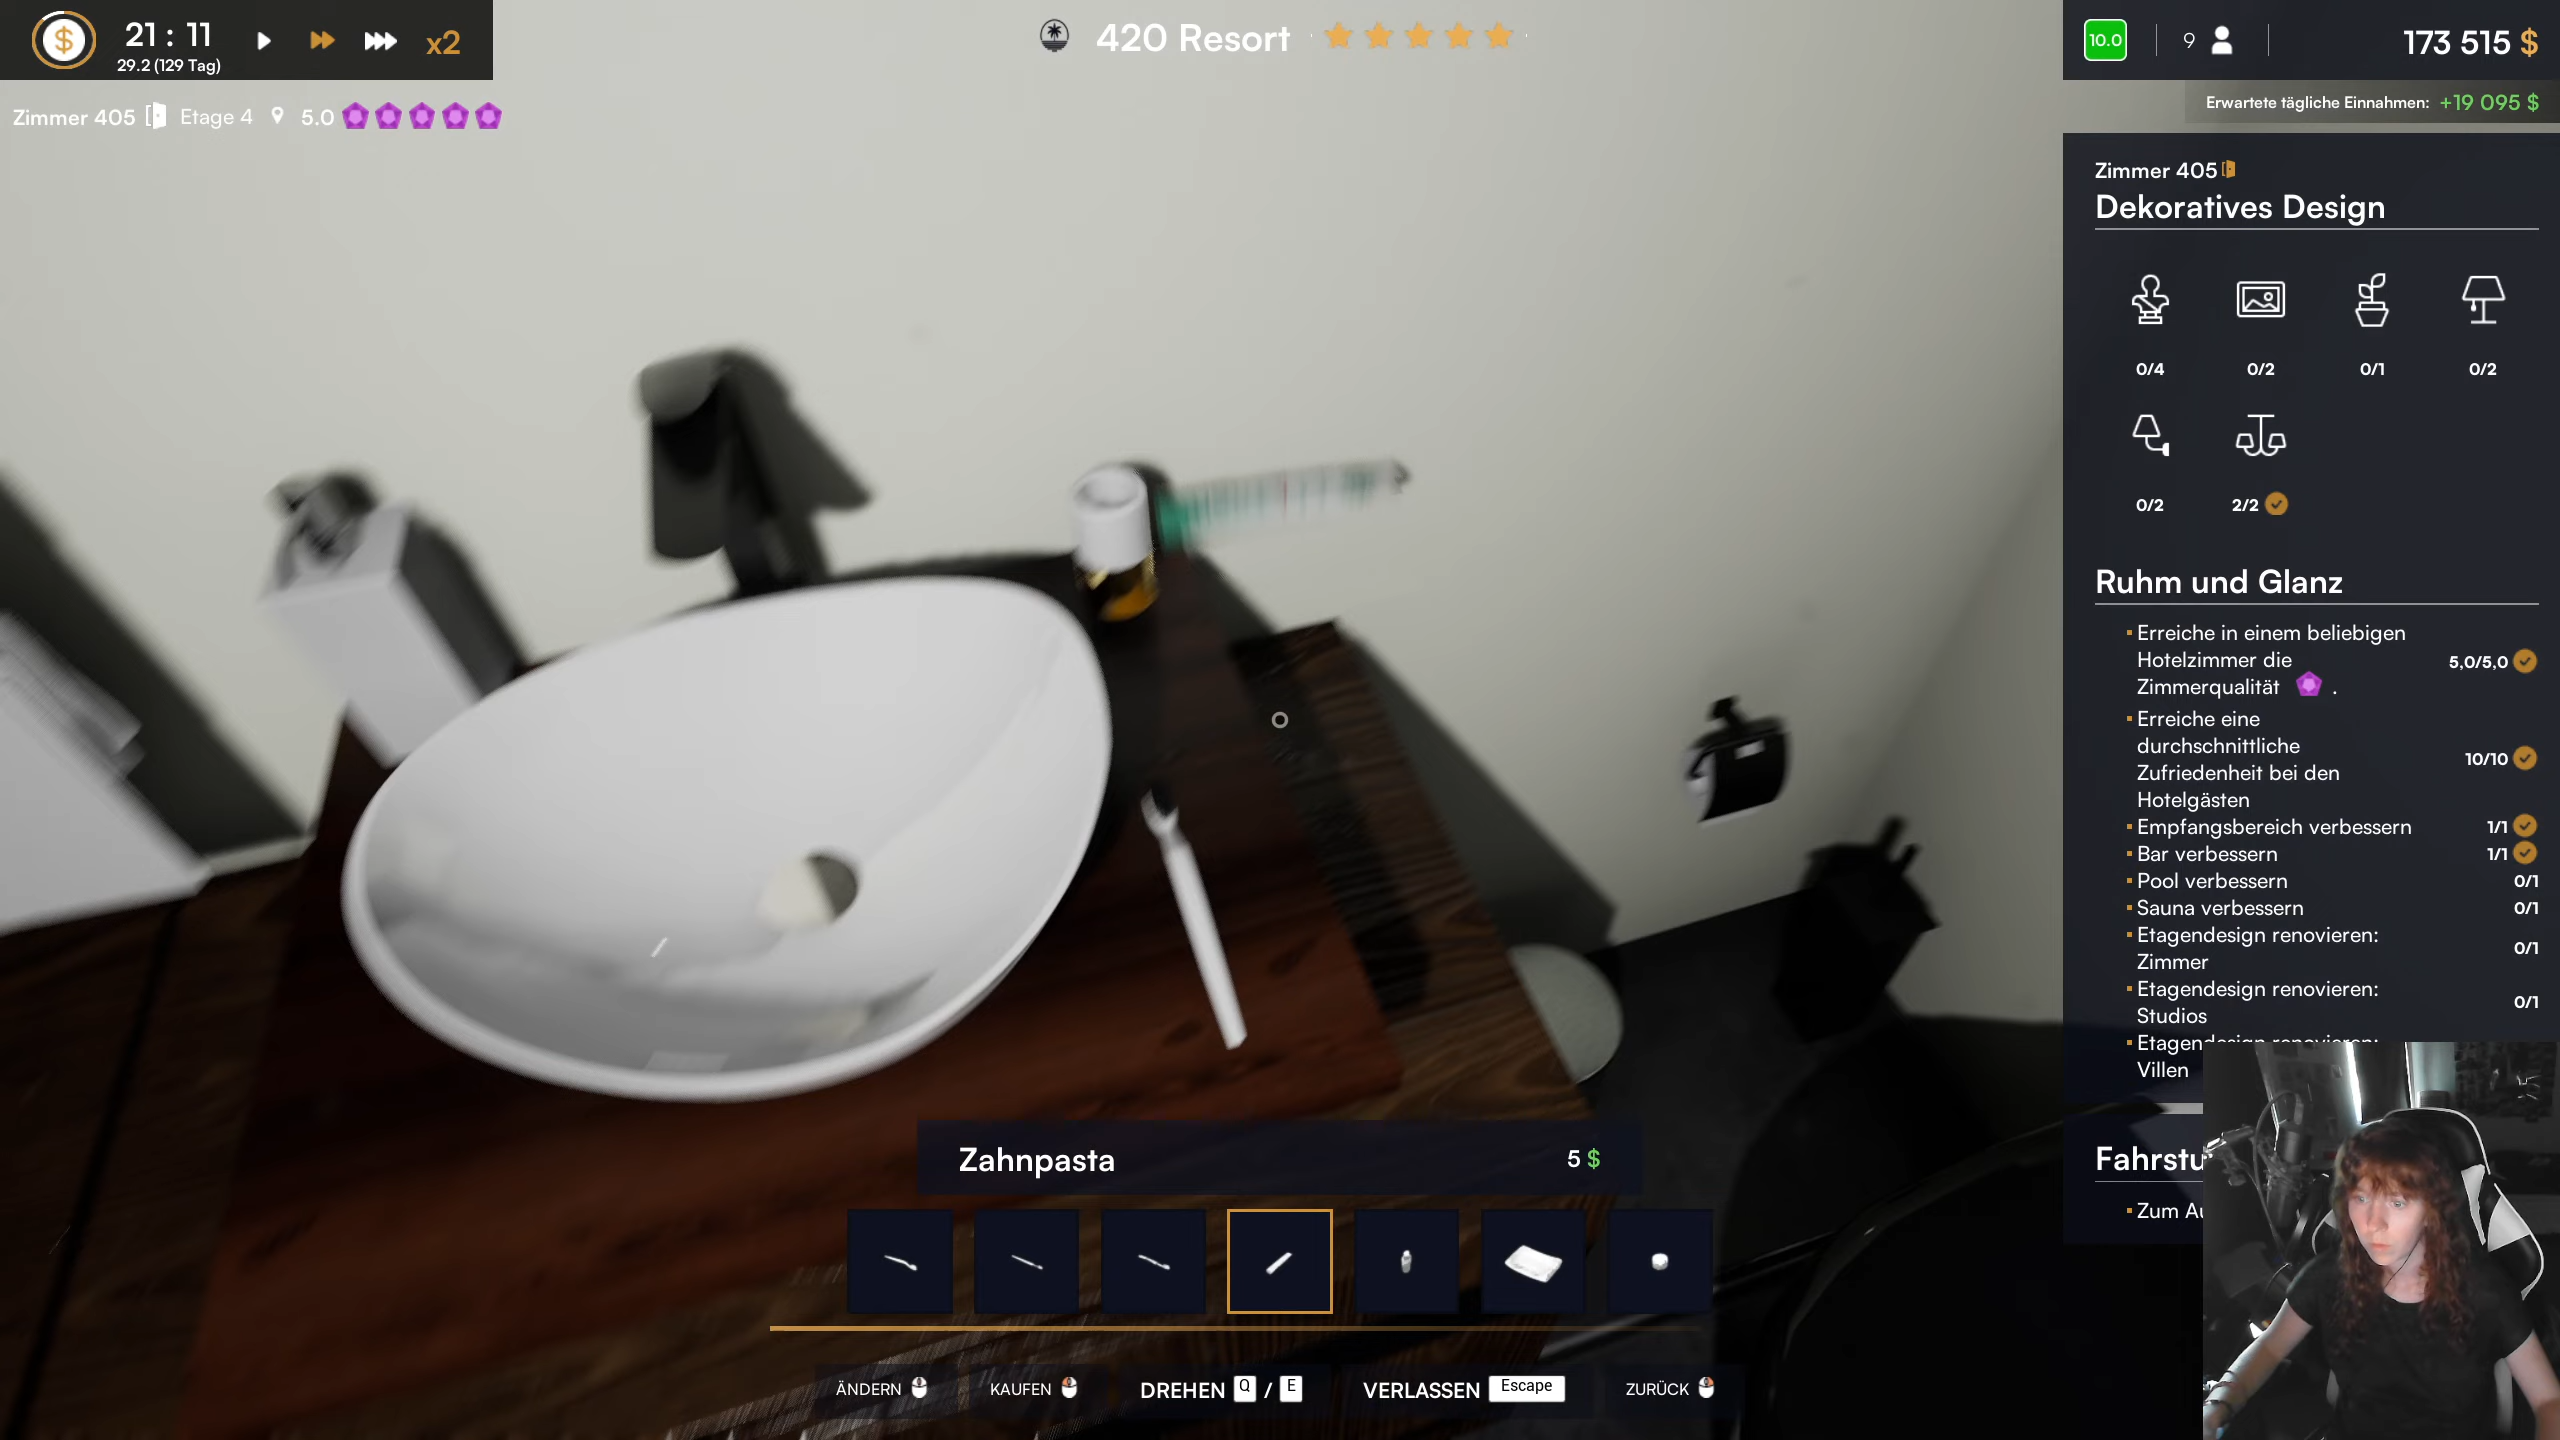 21 : 11
29.2 (129 Tag)
x2
420 Resort
10.0
9
173 515 $
Erwartete tägliche Einnahmen: +19 095 $
Zimmer 405 Etage 4 5.0
Zimmer 405
Dekoratives Design
0/4 0/2 0/1 0/2
0/2 2/2
Ruhm und Glanz
Erreiche in einem beliebigen
Hotelzimmer die
Zimmerqualität .
5,0/5,0
Erreiche eine
durchschnittliche
Zufriedenheit bei den
Hotelgästen
10/10
Empfangsbereich verbessern 1/1
Bar verbessern 1/1
Pool verbessern 0/1
Sauna verbessern 0/1
Etagendesign renovieren:
Zimmer
0/1
Etagendesign renovieren:
Studios
0/1
Etagendesign renovieren:
Villen
Zahnpasta 5 $
ÄNDERN KAUFEN DREHEN Q / E VERLASSEN Escape ZURÜCK